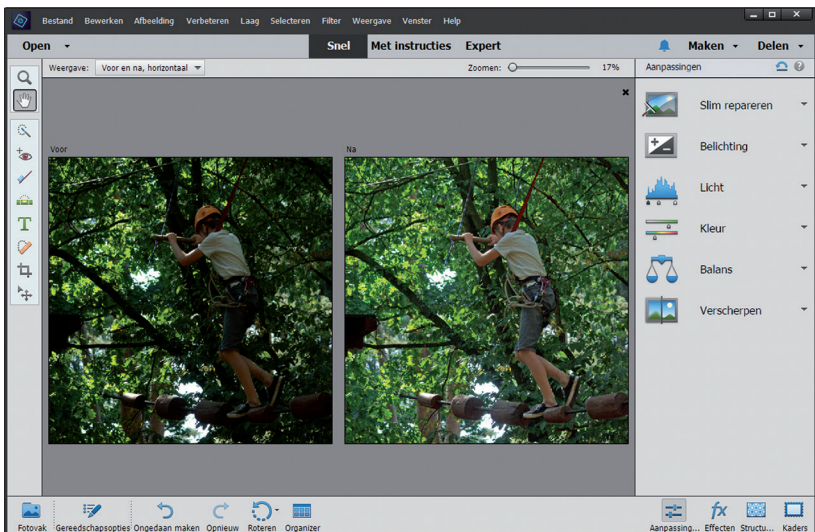 Bestand Bewerken Afbeelding Verbeteren Laag Selecteren Filter Weergave Venster Help
Open Snel Met instructies Expert Maken Delen
Weergave: Voor en na, horizontaal Zoomen: 17% Aanpassingen
Slim repareren
Belichting
Voor Na
Licht
Kleur
Balans
Verscherpen
Fotovak Gereedschapsopties Ongedaan maken Opnieuw Roteren Organizer Aanpassing... Effecten Structu... Kaders